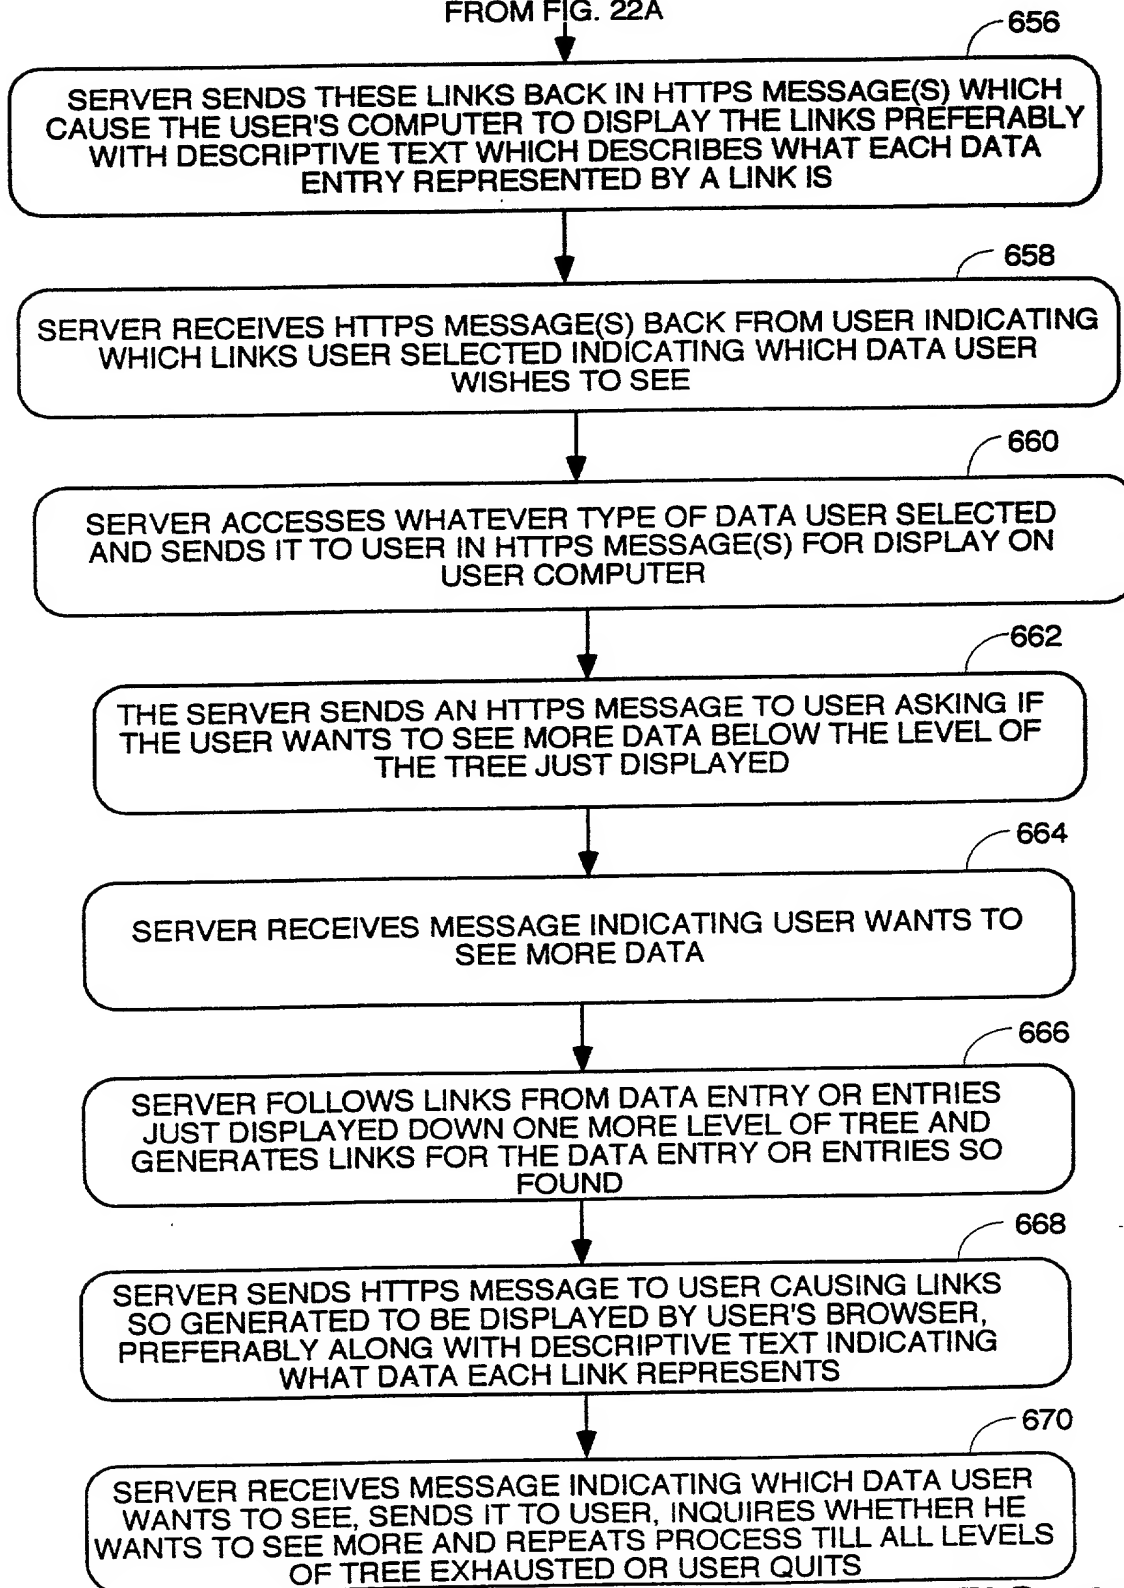 FROM FIG. 22A
656
SERVER SENDS THESE LINKS BACK IN HTTPS MESSAGE(S) WHICH
CAUSE THE USER'S COMPUTER TO DISPLAY THE LINKS PREFERABLY
WITH DESCRIPTIVE TEXT WHICH DESCRIBES WHAT EACH DATA
ENTRY REPRESENTED BY A LINK IS
658
SERVER RECEIVES HTTPS MESSAGE(S) BACK FROM USER INDICATING
WHICH LINKS USER SELECTED INDICATING WHICH DATA USER
WISHES TO SEE
660
SERVER ACCESSES WHATEVER TYPE OF DATA USER SELECTED
AND SENDS IT TO USER IN HTTPS MESSAGE(S) FOR DISPLAY ON
USER COMPUTER
662
THE SERVER SENDS AN HTTPS MESSAGE TO USER ASKING IF
THE USER WANTS TO SEE MORE DATA BELOW THE LEVEL OF
THE TREE JUST DISPLAYED
664
SERVER RECEIVES MESSAGE INDICATING USER WANTS TO
SEE MORE DATA
666
SERVER FOLLOWS LINKS FROM DATA ENTRY OR ENTRIES
JUST DISPLAYED DOWN ONE MORE LEVEL OF TREE AND
GENERATES LINKS FOR THE DATA ENTRY OR ENTRIES SO
FOUND
668
SERVER SENDS HTTPS MESSAGE TO USER CAUSING LINKS
SO GENERATED TO BE DISPLAYED BY USER'S BROWSER,
PREFERABLY ALONG WITH DESCRIPTIVE TEXT INDICATING
WHAT DATA EACH LINK REPRESENTS
670
SERVER RECEIVES MESSAGE INDICATING WHICH DATA USER
WANTS TO SEE, SENDS IT TO USER, INQUIRES WHETHER HE
WANTS TO SEE MORE AND REPEATS PROCESS TILL ALL LEVELS
OF TREE EXHAUSTED OR USER QUITS